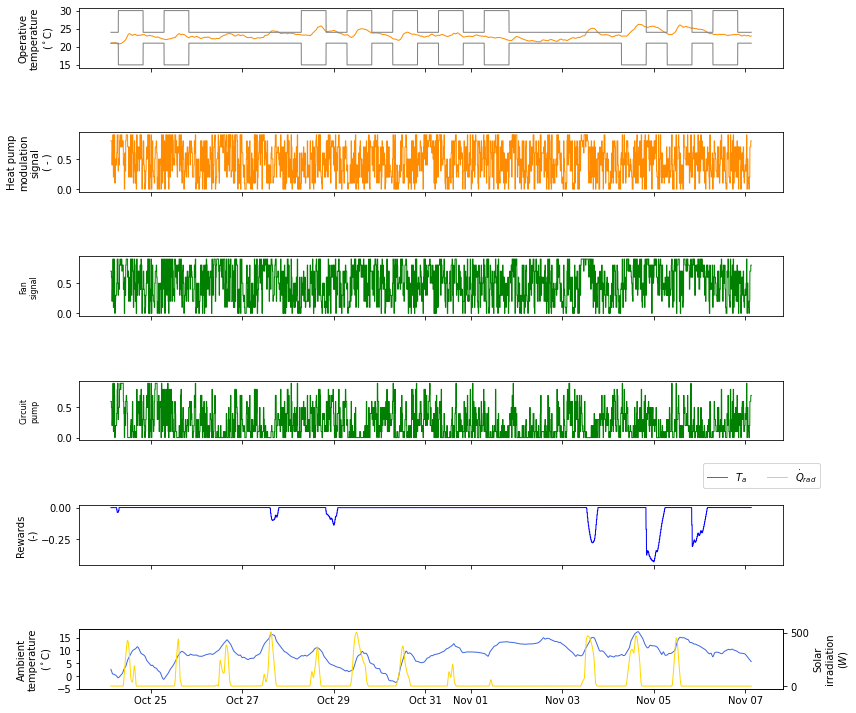 Operative
temperature
(°C)
30
25
20
15
Heat pump
modulation
signal
( - )
0.5
0.0
Fan
signal
0.5
0.0
Circuit
pump
0.5
0.0
T_a Q̇_rad
Rewards
(-)
0.00
−0.25
Ambient
temperature
(°C)
15
10
5
0
−5
500
0
Solar
irradiation
(W)
Oct 25 Oct 27 Oct 29 Oct 31 Nov 01 Nov 03 Nov 05 Nov 07